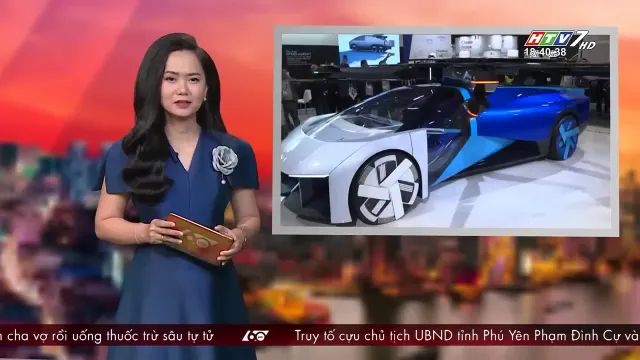 HTV7 HD
18:40:38
n cha vợ rồi uống thuốc trừ sâu tự tử
60
Truy tố cựu chủ tịch UBND tỉnh Phú Yên Phạm Đình Cự và